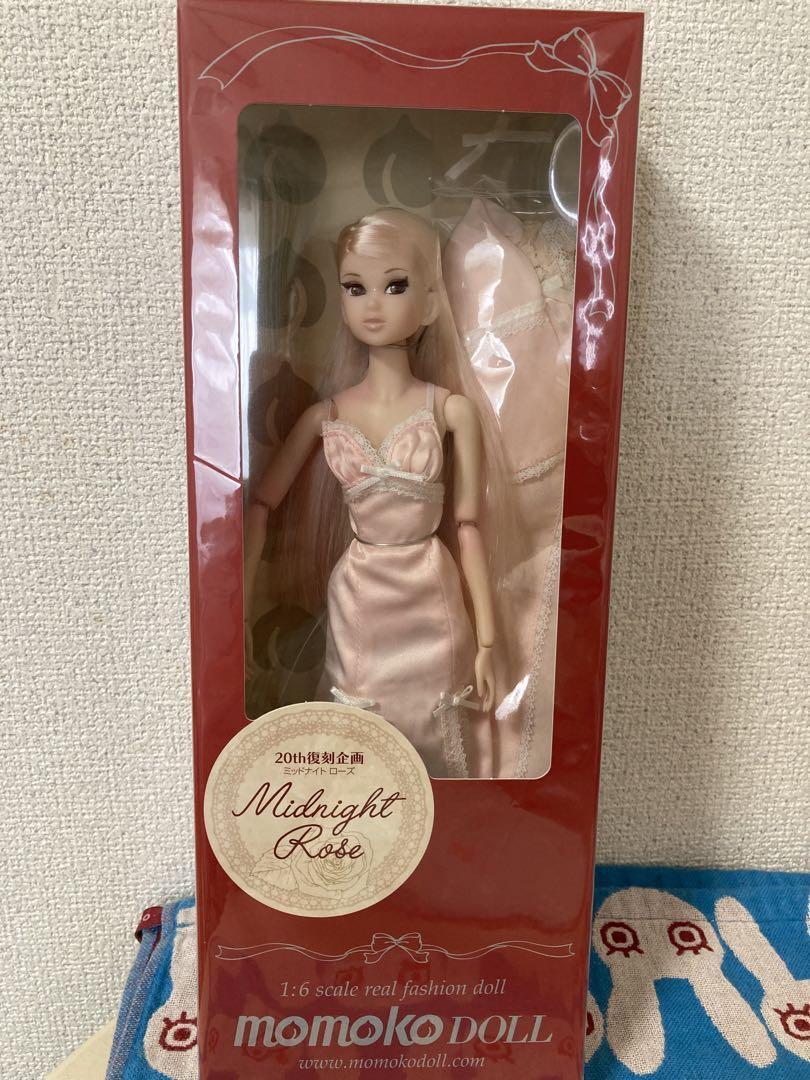 20th復刻企画
ミッドナイト ローズ
Midnight
Rose
1:6 scale real fashion doll
momoko DOLL
www.momokodoll.com